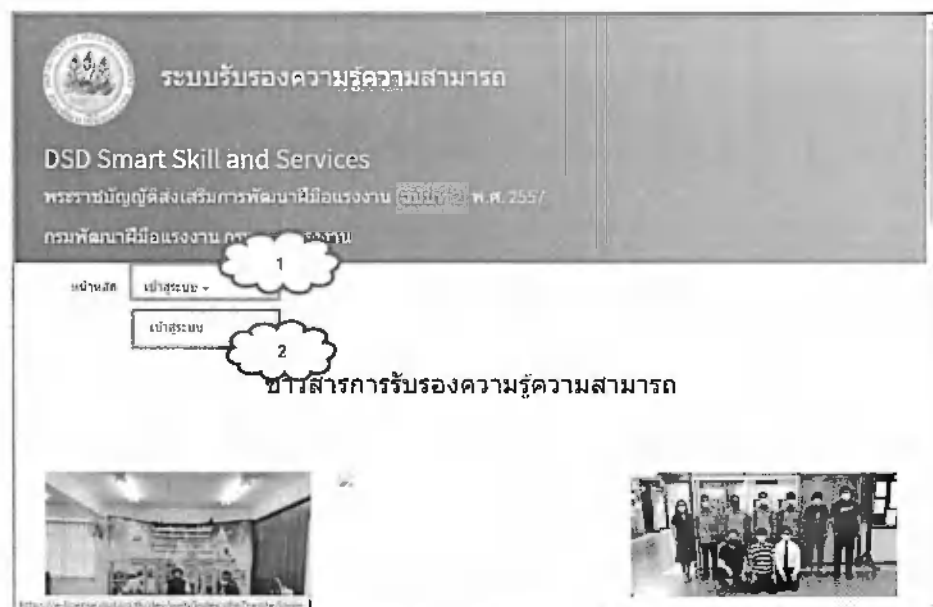 ระบบรับรองความรู้ความสามารถ
DSD Smart Skill and Services
พระราชบัญญัติส่งเสริมการพัฒนาฝีมือแรงงาน พ.ศ. 2557
กรมพัฒนาฝีมือแรงงาน แรงงาน
1
หน้าหลัก เข้าสู่ระบบ
เข้าสู่ระบบ
2
ข่าวสารการรับรองความรู้ความสามารถ